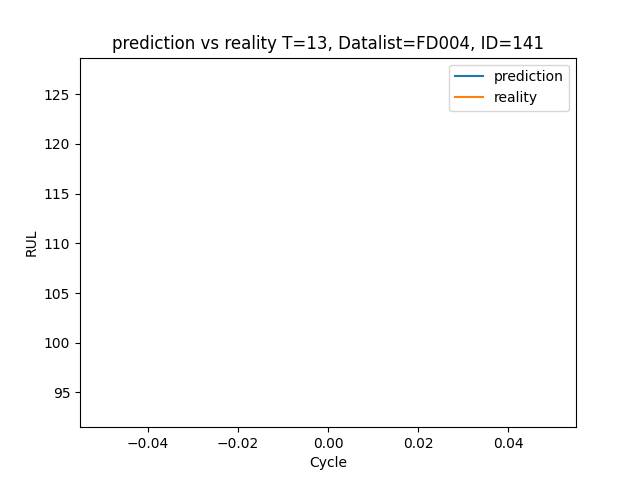 prediction vs reality T=13, Datalist=FD004, ID=141
prediction
reality
125
120
115
110
105
100
95
RUL
−0.04 −0.02 0.00 0.02 0.04
Cycle